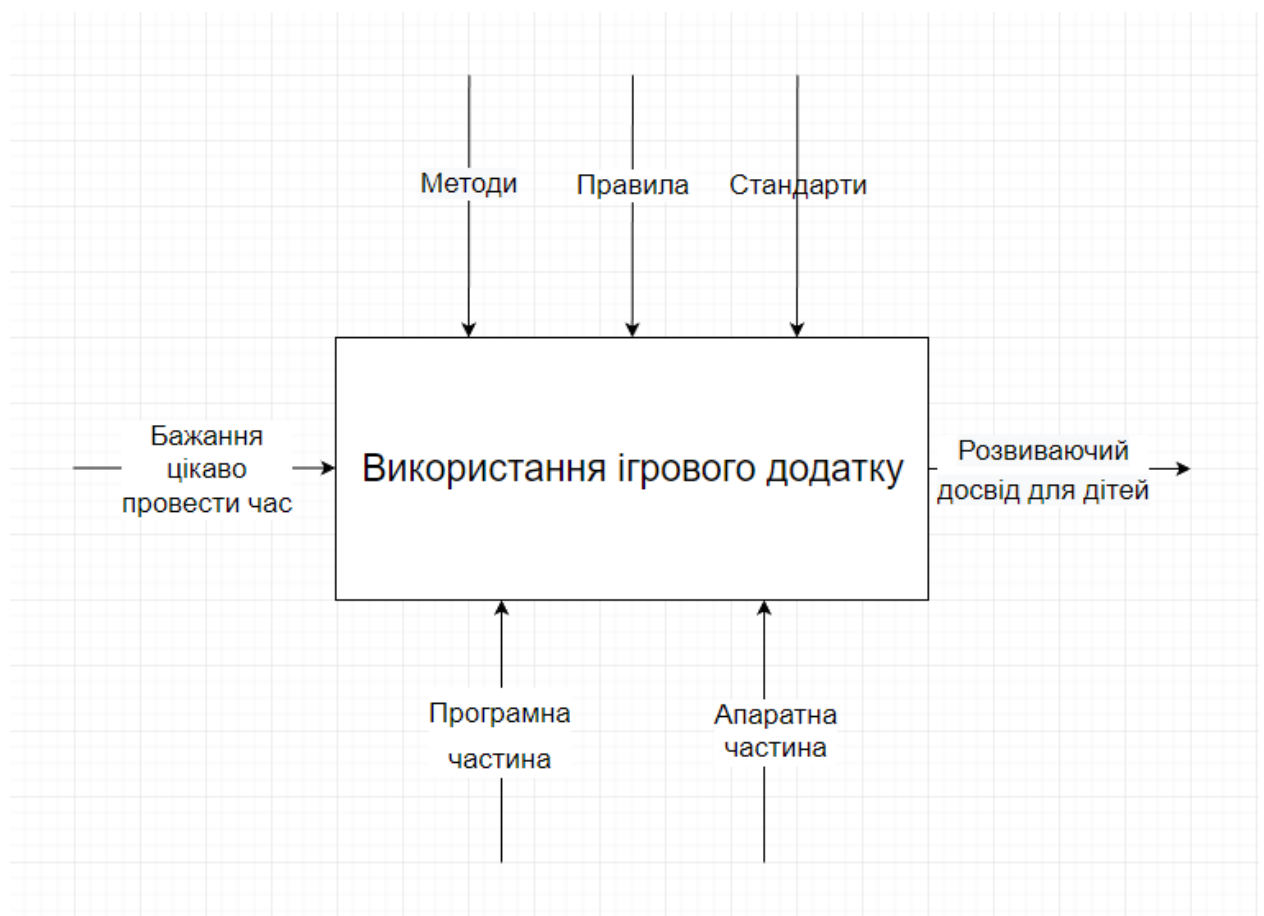 Методи
Правила
Стандарти
Бажання
цікаво
провести час
Використання ігрового додатку
Розвиваючий
досвід для дітей
Програмна
частина
Апаратна
частина